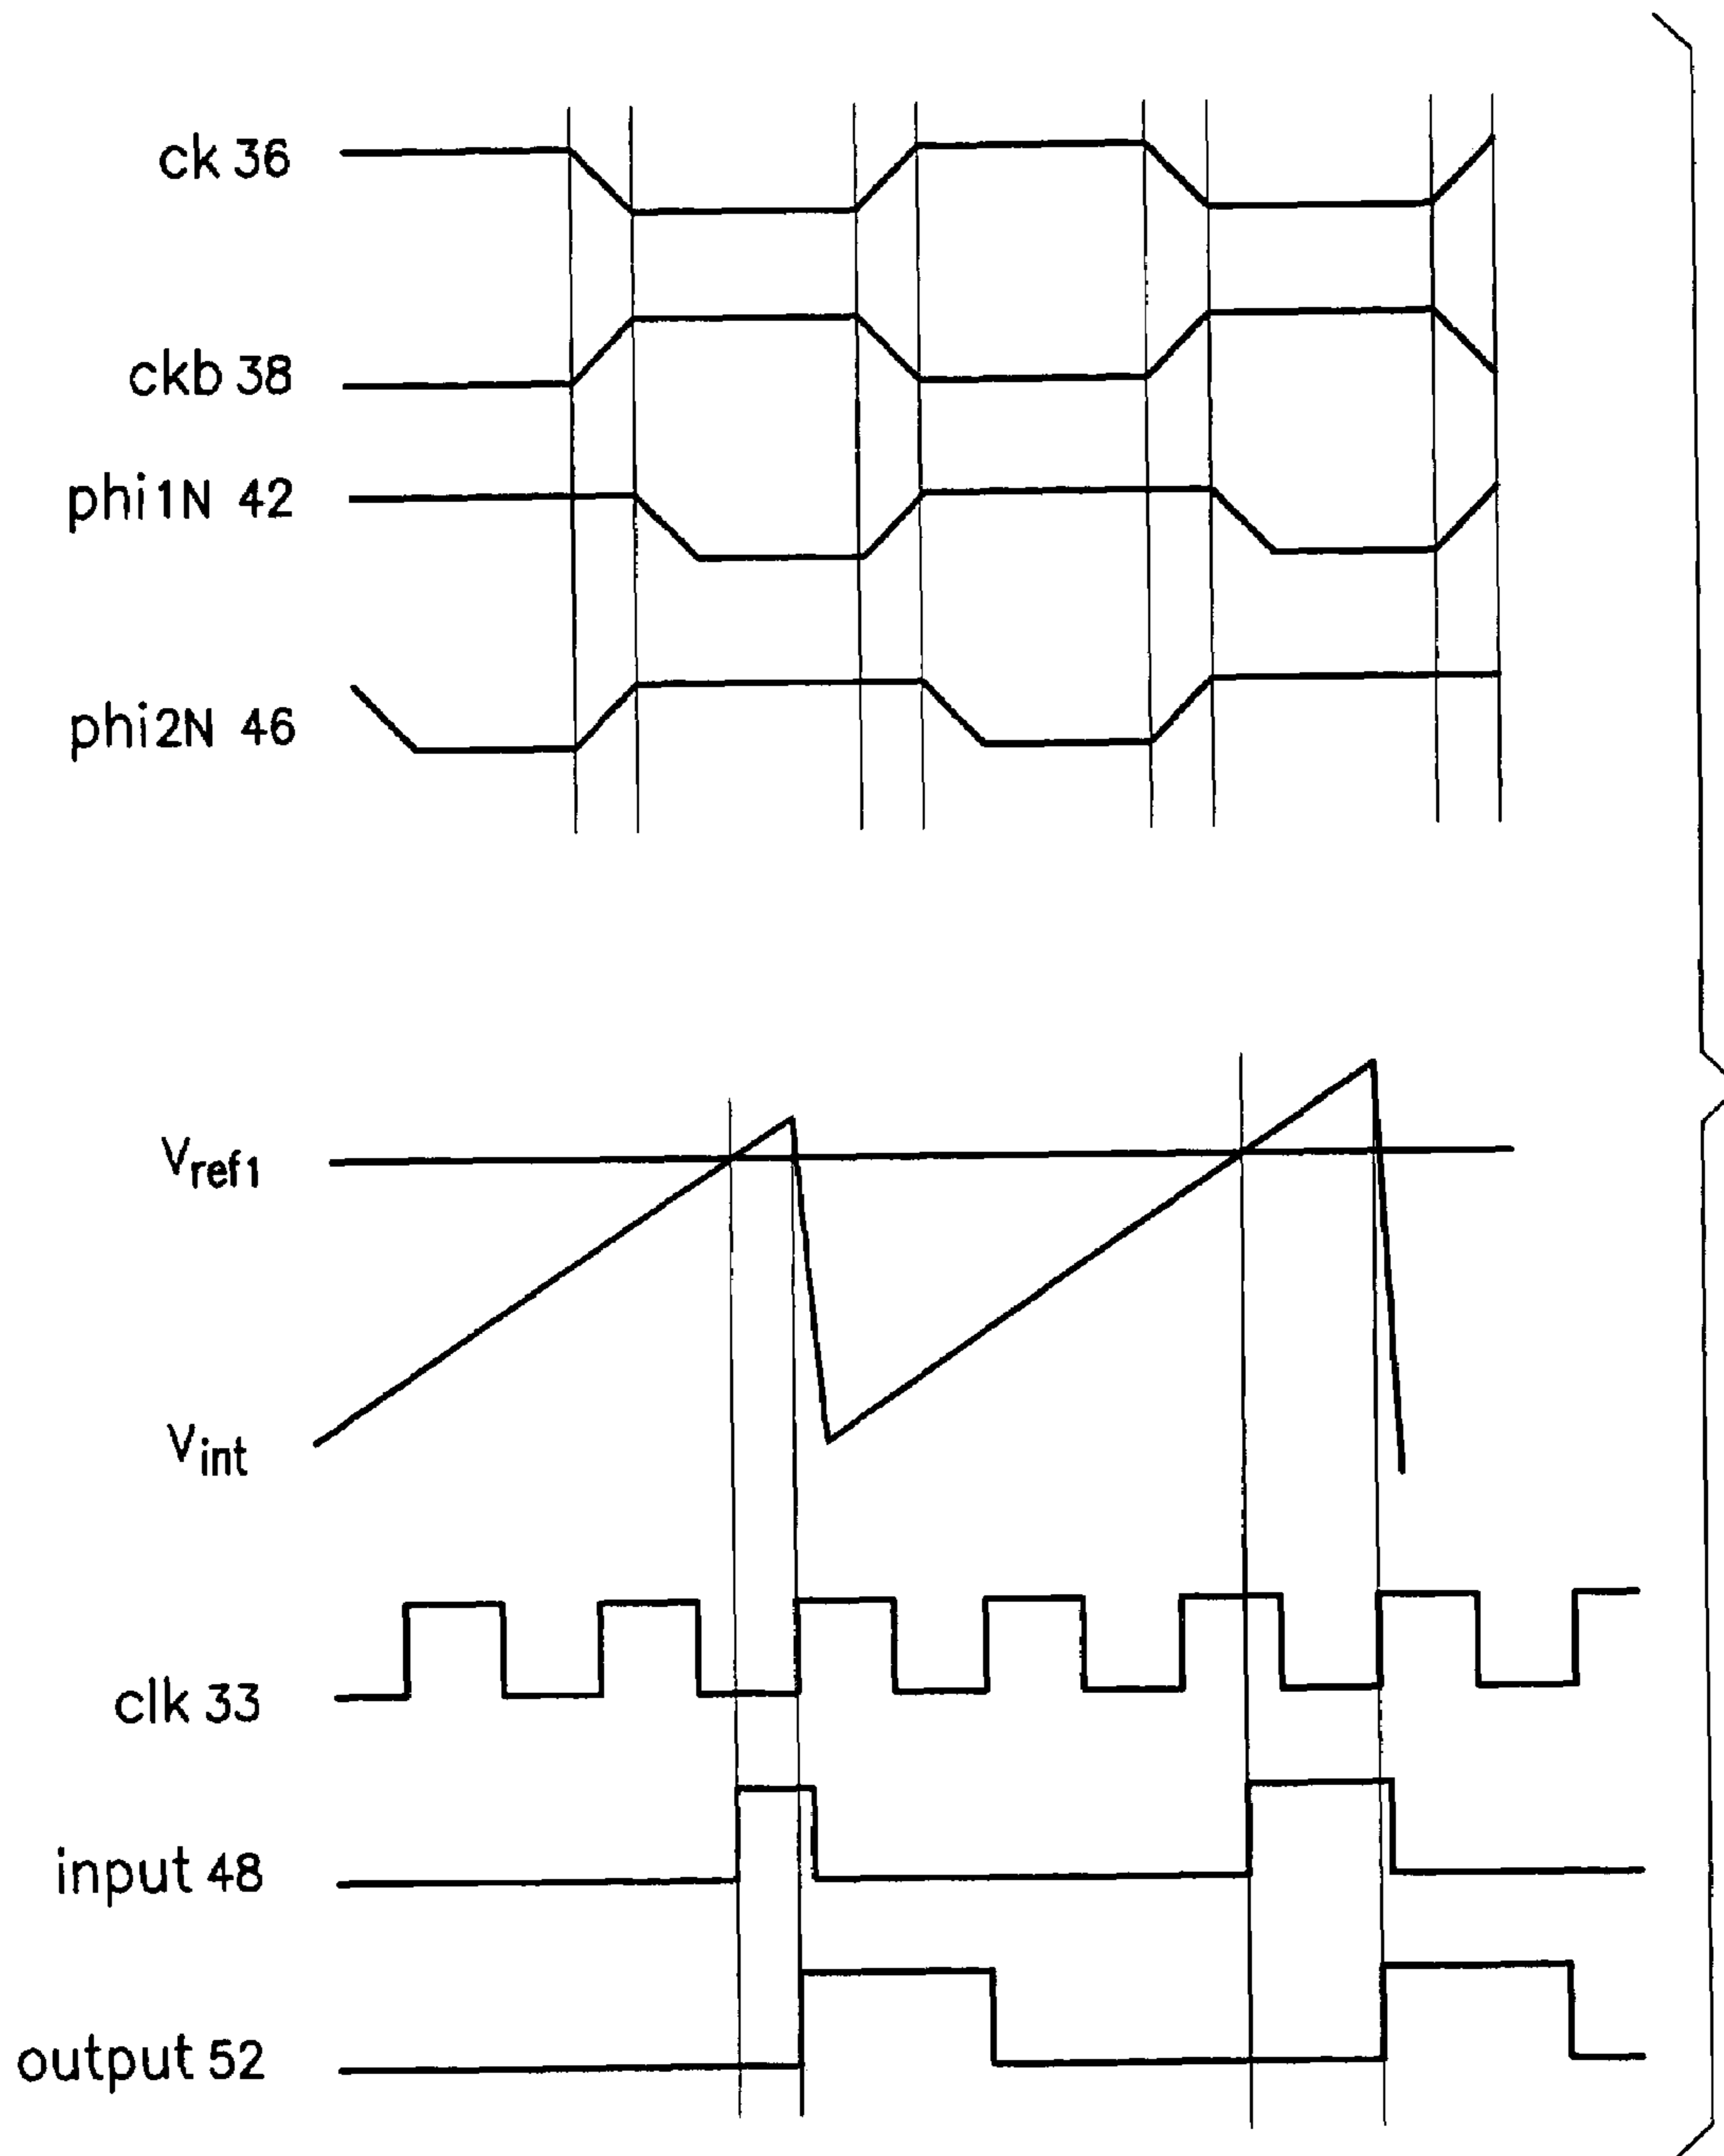 ck 36
ckb 38
phi1N 42
phi2N 46
Vref1
Vint
clk 33
input 48
output 52